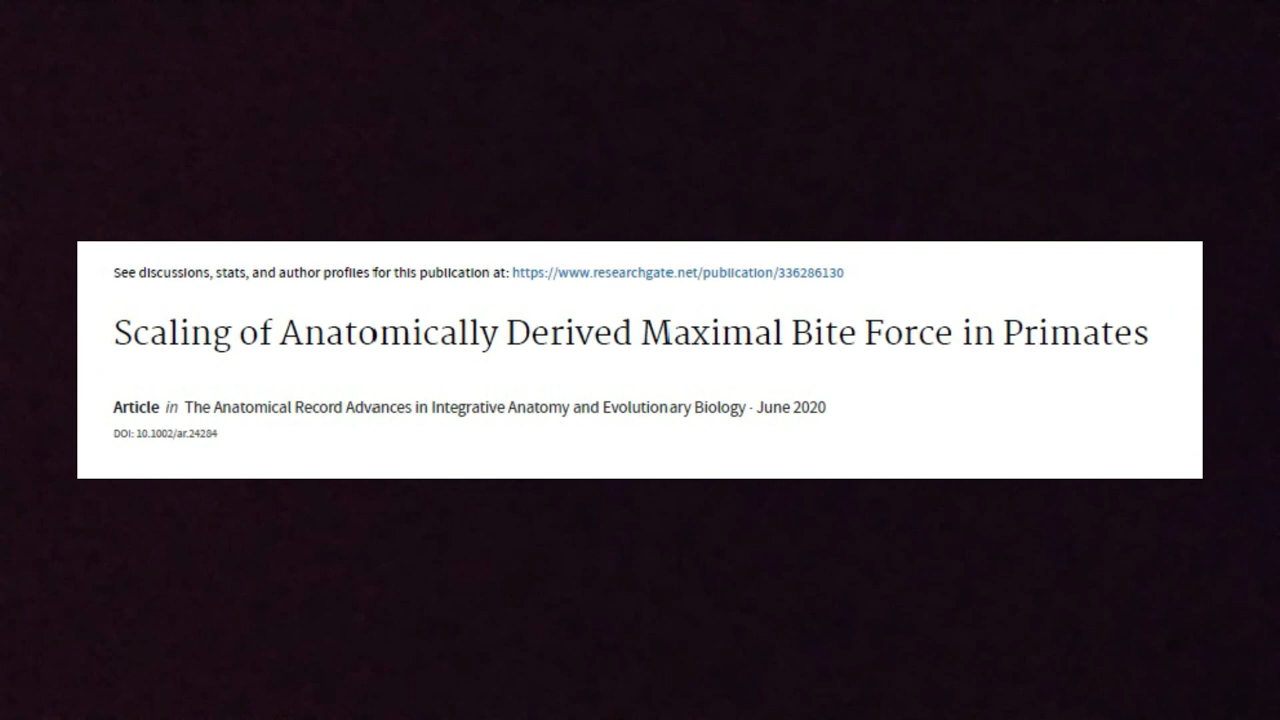 See discussions, stats, and author profiles for this publication at: https://www.researchgate.net/publication/336286130
Scaling of Anatomically Derived Maximal Bite Force in Primates
Article in The Anatomical Record Advances in Integrative Anatomy and Evolutionary Biology · June 2020
DOI: 10.1002/ar.24284